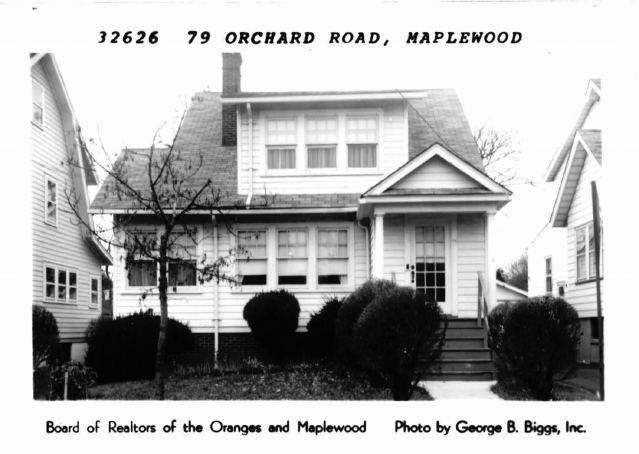 32626 79 ORCHARD ROAD, MAPLEWOOD
Board of Realtors of the Oranges and Maplewood Photo by George B. Biggs, Inc.